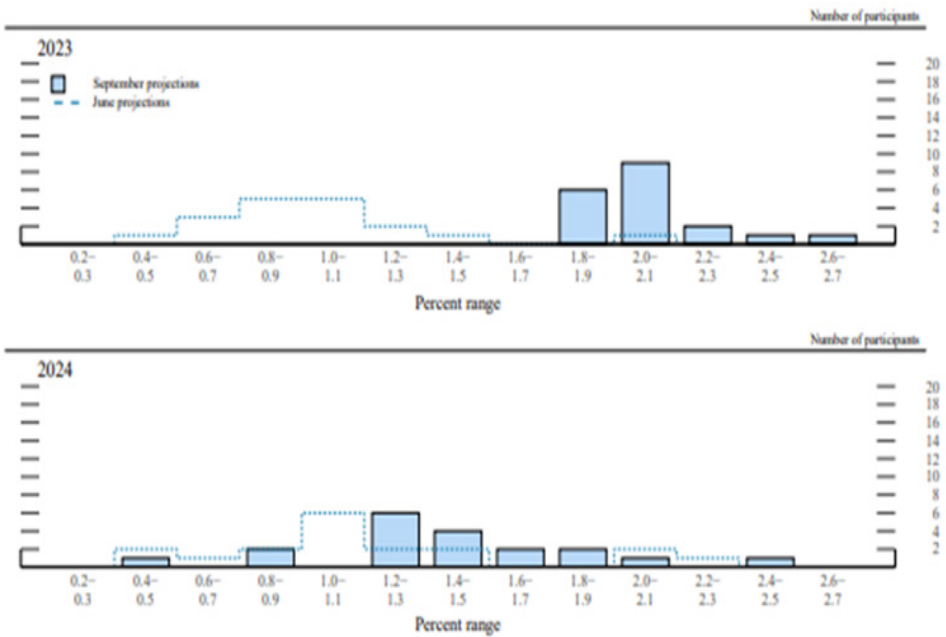 Number of participants
2023
September projections
June projections
20
18
16
14
12
10
8
6
4
2
0.2– 0.4– 0.6– 0.8– 1.0– 1.2– 1.4– 1.6– 1.8– 2.0– 2.2– 2.4– 2.6–
0.3 0.5 0.7 0.9 1.1 1.3 1.5 1.7 1.9 2.1 2.3 2.5 2.7
Percent range
Number of participants
2024
20
18
16
14
12
10
8
6
4
2
0.2– 0.4– 0.6– 0.8– 1.0– 1.2– 1.4– 1.6– 1.8– 2.0– 2.2– 2.4– 2.6–
0.3 0.5 0.7 0.9 1.1 1.3 1.5 1.7 1.9 2.1 2.3 2.5 2.7
Percent range